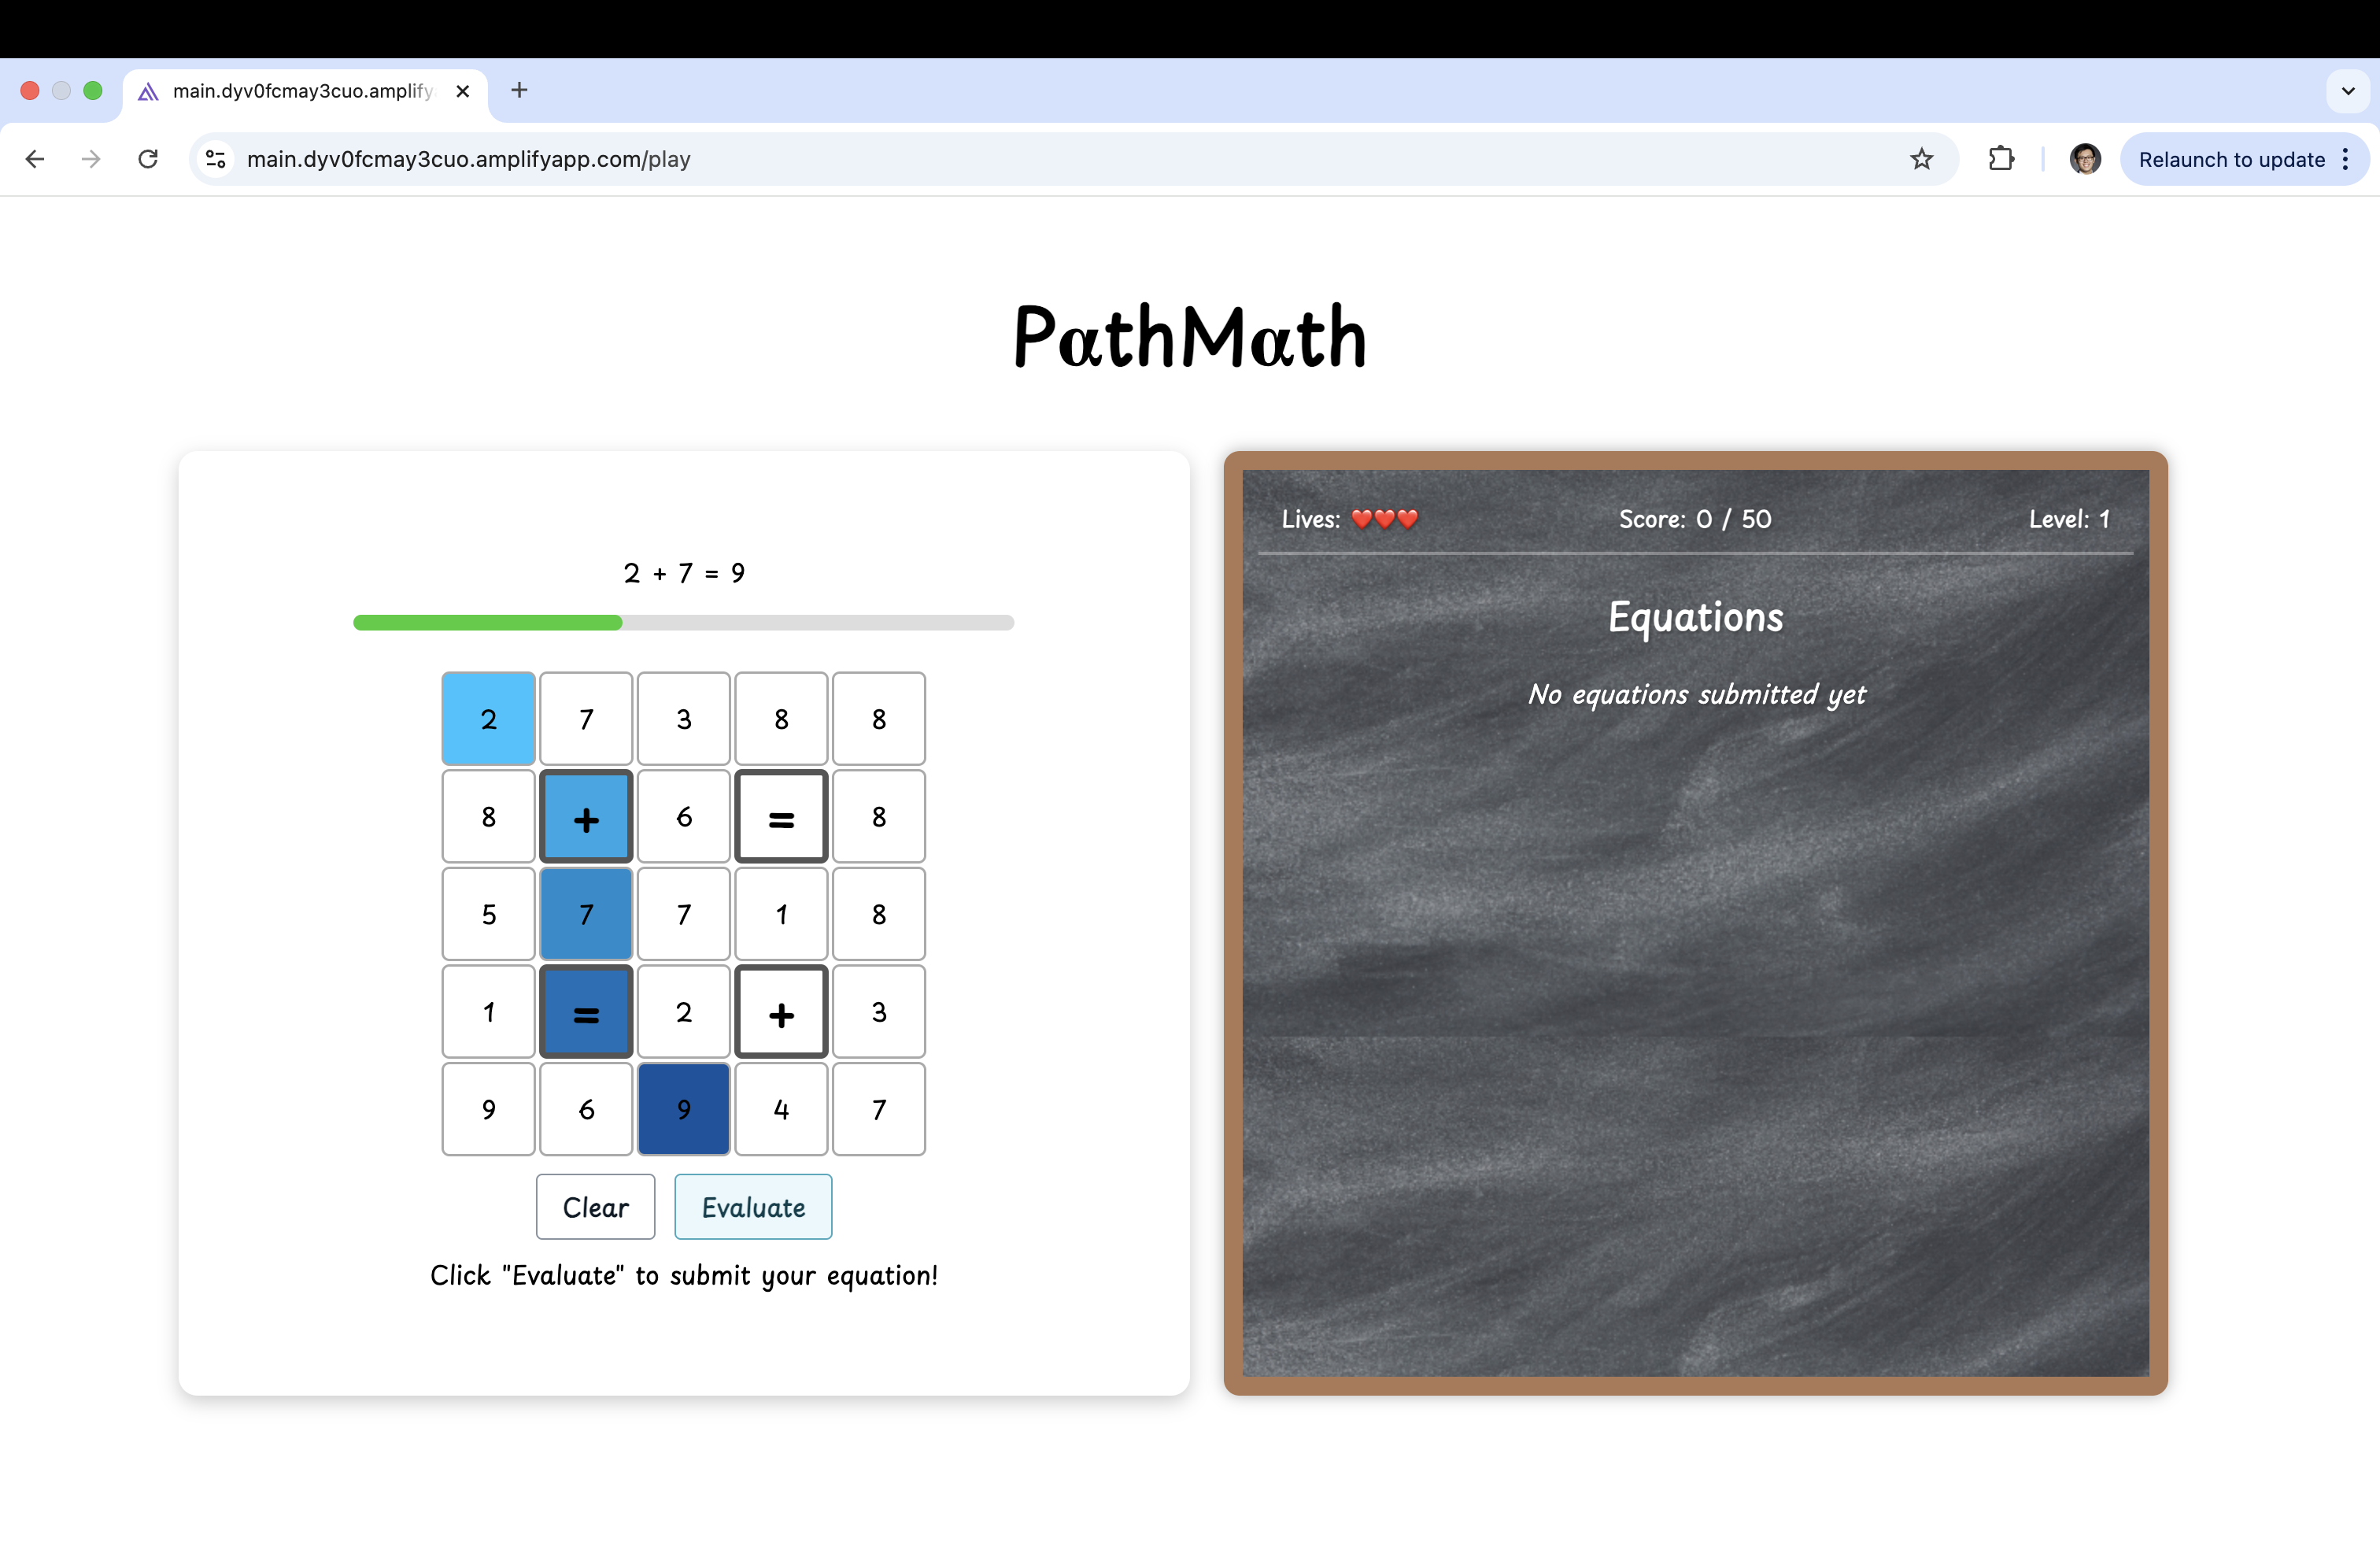 main.dyv0fcmay3cuo.amplify
main.dyv0fcmay3cuo.amplifyapp.com/play
Relaunch to update
PαthMαth
2 + 7 = 9
2 7 3 8 8
8 + 6 = 8
5 7 7 1 8
1 = 2 + 3
9 6 9 4 7
Clear Evaluate
Click "Evaluate" to submit your equation!
Lives: ❤️❤️❤️ Score: 0 / 50 Level: 1
Equations
No equations submitted yet